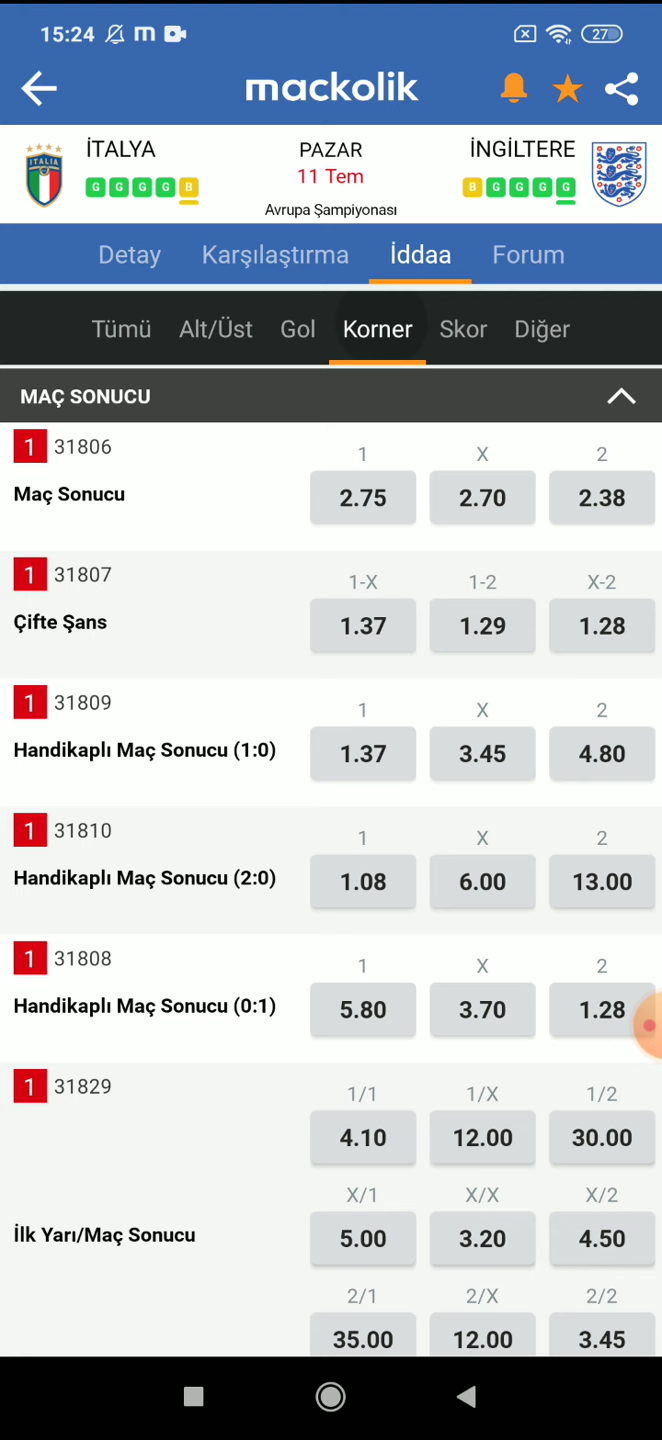 15:24 27
mackolik
İTALYA PAZAR İNGİLTERE
G G G G B 11 Tem B G G G G
Avrupa Şampiyonası
Detay Karşılaştırma İddaa Forum
Tümü Alt/Üst Gol Korner Skor Diğer
MAÇ SONUCU
1 31806 1 X 2
Maç Sonucu 2.75 2.70 2.38
1 31807 1-X 1-2 X-2
Çifte Şans 1.37 1.29 1.28
1 31809 1 X 2
Handikaplı Maç Sonucu (1:0) 1.37 3.45 4.80
1 31810 1 X 2
Handikaplı Maç Sonucu (2:0) 1.08 6.00 13.00
1 31808 1 X 2
Handikaplı Maç Sonucu (0:1) 5.80 3.70 1.28
1 31829 1/1 1/X 1/2
4.10 12.00 30.00
X/1 X/X X/2
İlk Yarı/Maç Sonucu 5.00 3.20 4.50
2/1 2/X 2/2
35.00 12.00 3.45